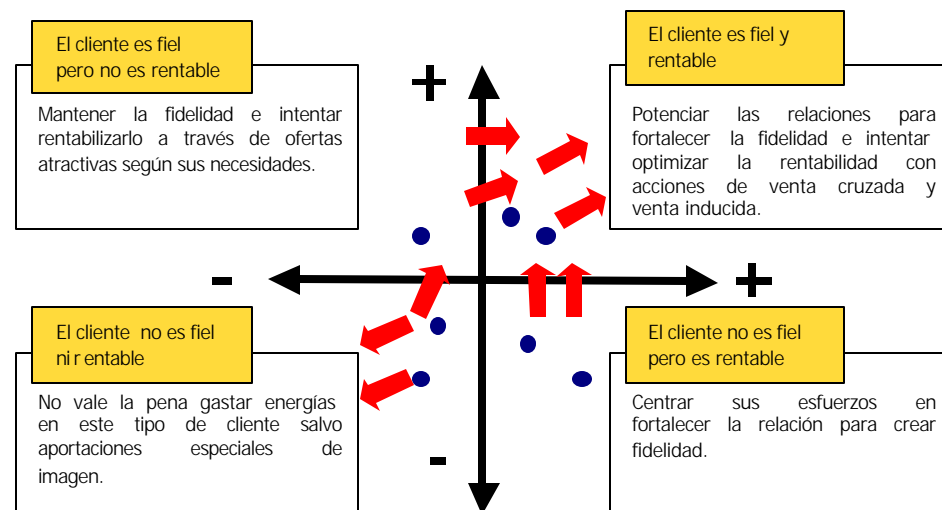 El cliente es fiel
pero no es rentable
Mantener la fidelidad e intentar
rentabilizarlo a través de ofertas
atractivas según sus necesidades.
+
El cliente es fiel y
rentable
Potenciar las relaciones para
fortalecer la fidelidad e intentar
optimizar la rentabilidad con
acciones de venta cruzada y
venta inducida.
-
+
El cliente no es fiel
ni r entable
No vale la pena gastar energías
en este tipo de cliente salvo
aportaciones especiales de
imagen.
-
El cliente no es fiel
pero es rentable
Centrar sus esfuerzos en
fortalecer la relación para crear
fidelidad.